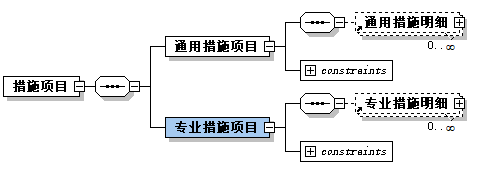 通用措施明细
0..∞
通用措施项目
constraints
措施项目
专业措施明细
0..∞
专业措施项目
constraints